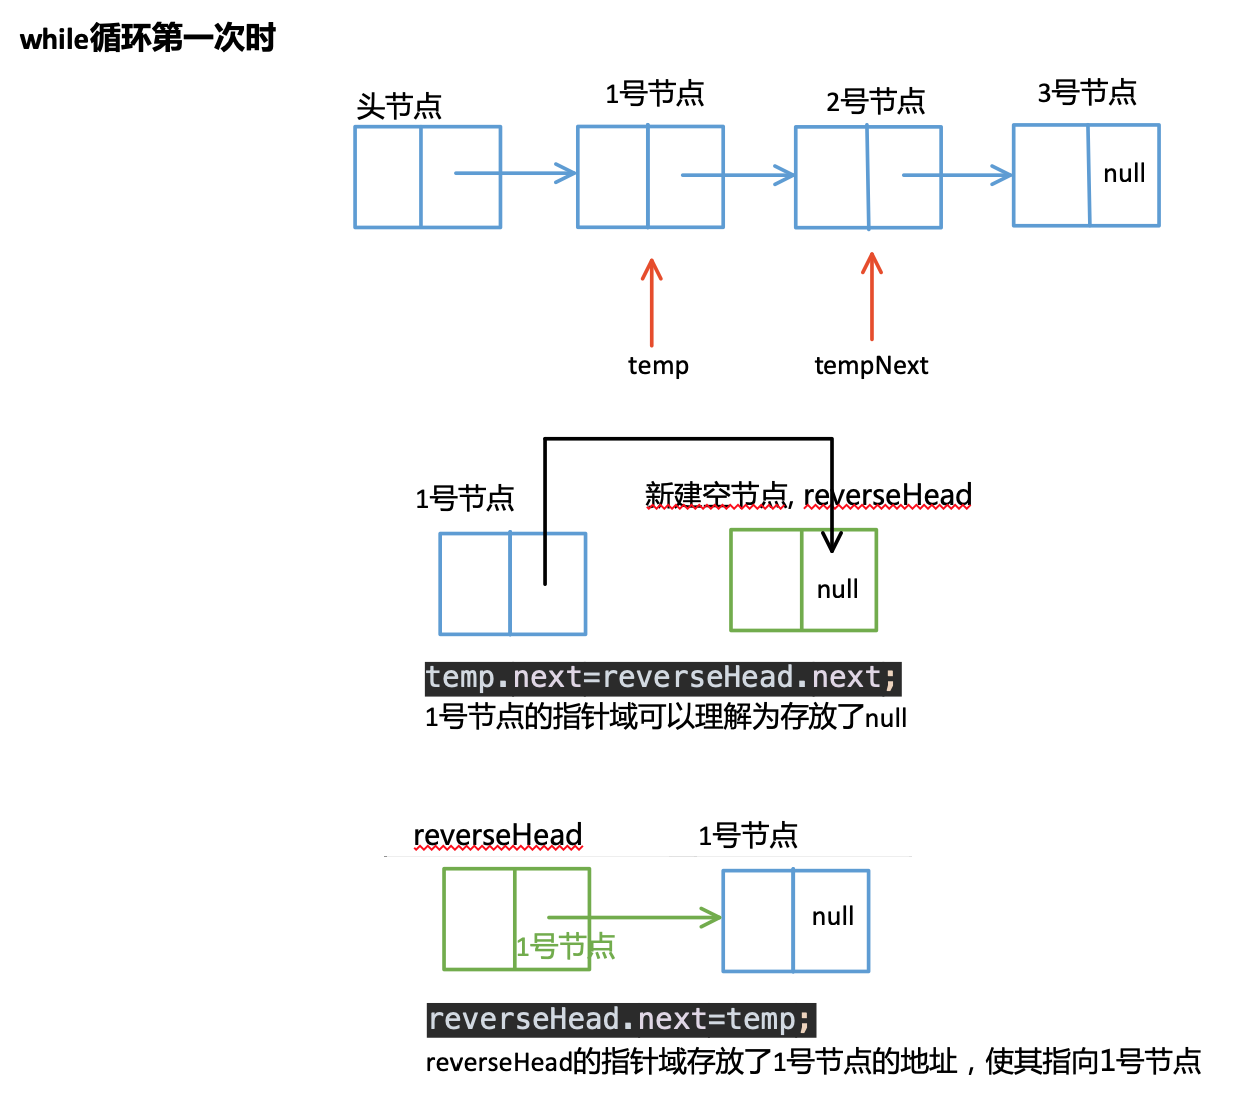 while循环第一次时
头节点
1号节点
2号节点
3号节点
null
temp
tempNext
1号节点
新建空节点, reverseHead
null
temp.next=reverseHead.next;
1号节点的指针域可以理解为存放了null
reverseHead
1号节点
null
1号节点
reverseHead.next=temp;
reverseHead的指针域存放了1号节点的地址，使其指向1号节点